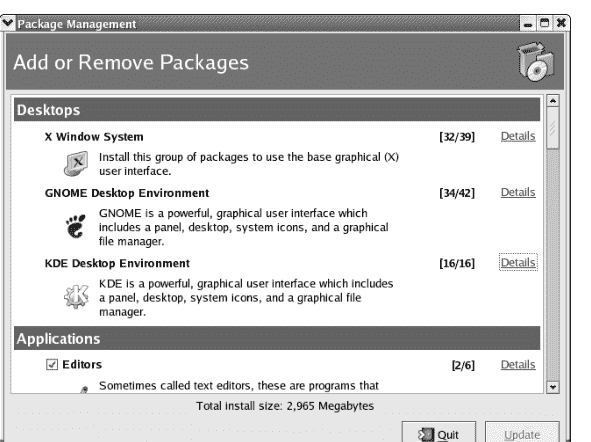 Package Management
Add or Remove Packages
Desktops
X Window System [32/39] Details
Install this group of packages to use the base graphical (X)
user interface.
GNOME Desktop Environment [34/42] Details
GNOME is a powerful, graphical user interface which
includes a panel, desktop, system icons, and a graphical
file manager.
KDE Desktop Environment [16/16] Details
KDE is a powerful, graphical user interface which includes
a panel, desktop, system icons, and a graphical file
manager.
Applications
Editors [2/6] Details
Sometimes called text editors, these are programs that
Total install size: 2,965 Megabytes
Quit Update